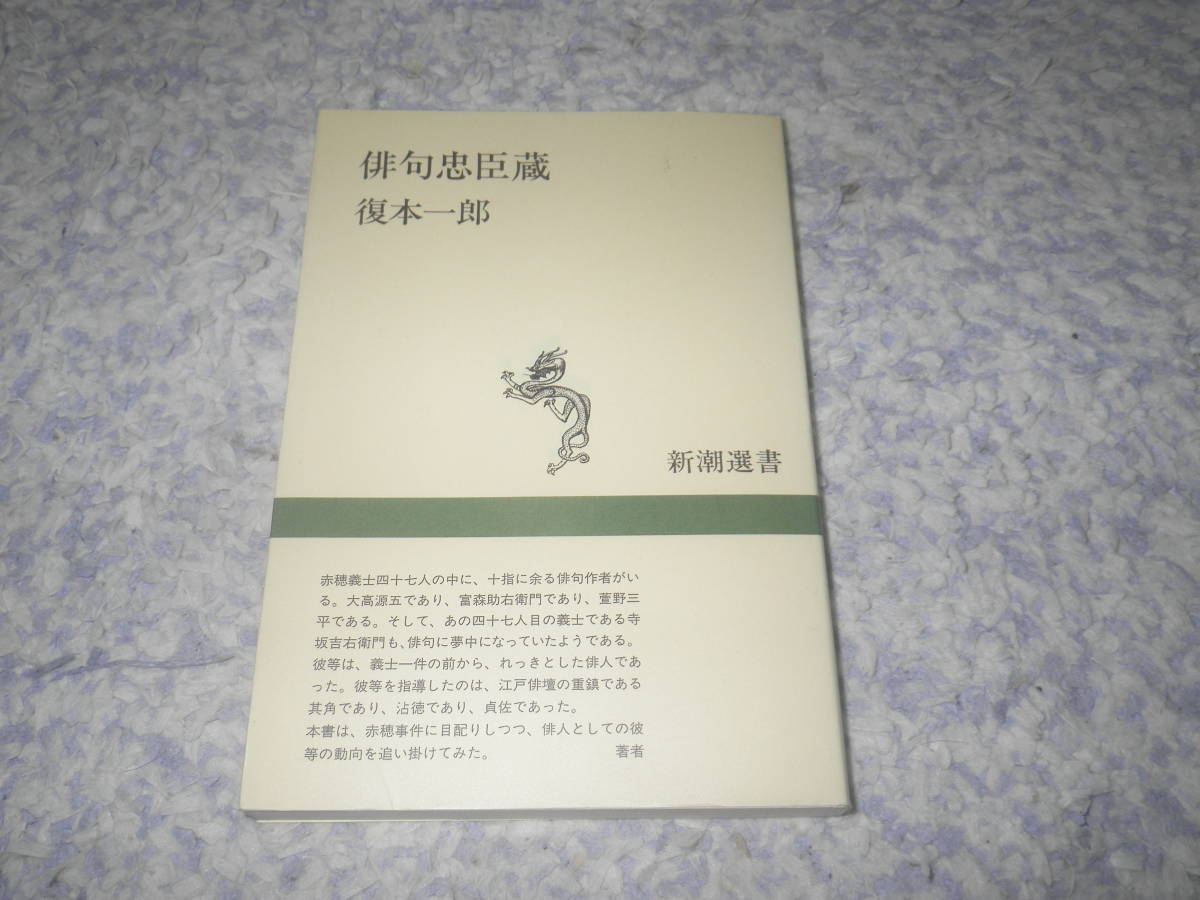 俳句忠臣蔵
復本一郎
新潮選書
赤穂義士四十七人の中に、十指に余る俳句作者がい
る。大高源五であり、富森助右衛門であり、萱野三
平である。そして、あの四十七人目の義士である寺
坂吉右衛門も、俳句に夢中になっていたようである。
彼等は、義士一件の前から、れっきとした俳人であ
った。彼等を指導したのは、江戸俳壇の重鎮である
其角であり、沾徳であり、貞佐であった。
本書は、赤穂事件に目配りしつつ、俳人としての彼
等の動向を追い掛けてみた。 著者